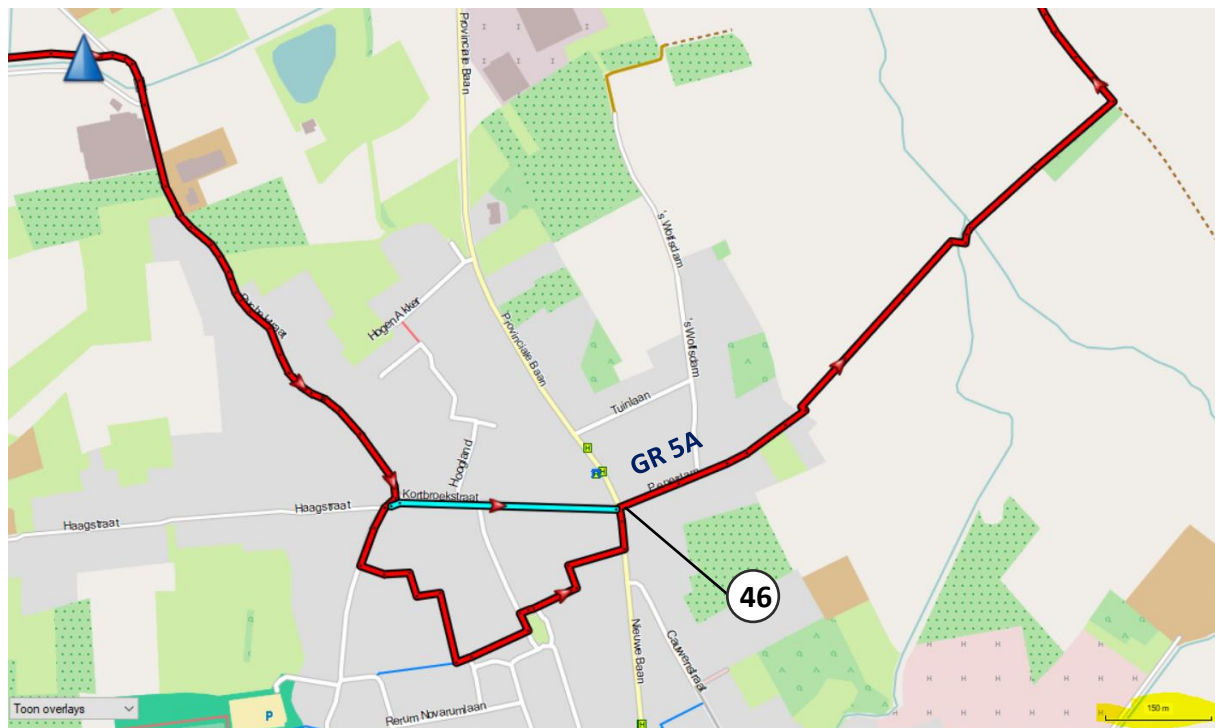 Provinciale Baan
's Wolfsdam
Hogen Akker
Provinciale Baan
's Wolfsdam
Tuinlaan
H
GR 5A
H
Hoogland
Kortbroekstraat
Haagstraat
Haagstraat
46
Nieuwe Baan
Cauwenstraat
Rerum Novarumlaan
Toon overlays
P
H
150 m